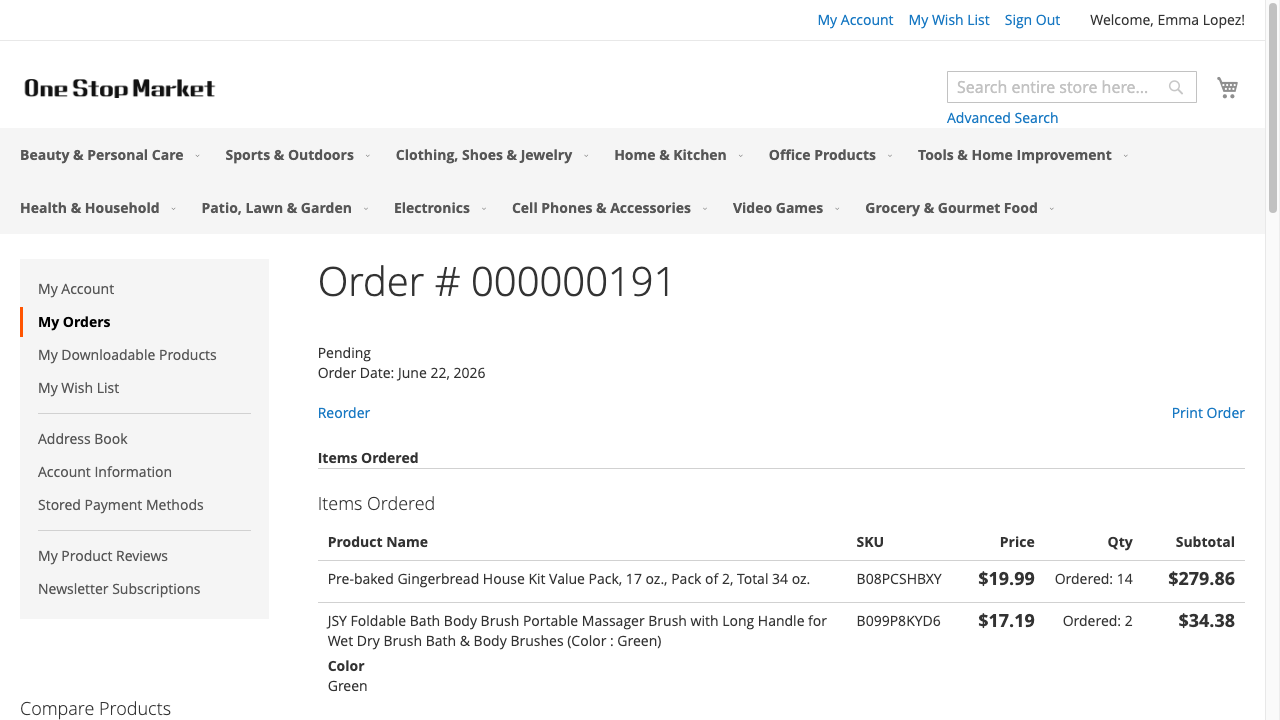 My Account My Wish List Sign Out Welcome, Emma Lopez!
One Stop Market
Search entire store here...
Advanced Search
Beauty & Personal Care Sports & Outdoors Clothing, Shoes & Jewelry Home & Kitchen Office Products Tools & Home Improvement
Health & Household Patio, Lawn & Garden Electronics Cell Phones & Accessories Video Games Grocery & Gourmet Food
My Account
My Orders
My Downloadable Products
My Wish List
Address Book
Account Information
Stored Payment Methods
My Product Reviews
Newsletter Subscriptions
Compare Products
Order # 000000191
Pending
Order Date: June 22, 2026
Reorder Print Order
Items Ordered
Items Ordered
Product Name SKU Price Qty Subtotal
Pre-baked Gingerbread House Kit Value Pack, 17 oz., Pack of 2, Total 34 oz. B08PCSHBXY $19.99 Ordered: 14 $279.86
JSY Foldable Bath Body Brush Portable Massager Brush with Long Handle for B099P8KYD6 $17.19 Ordered: 2 $34.38
Wet Dry Brush Bath & Body Brushes (Color : Green)
Color
Green